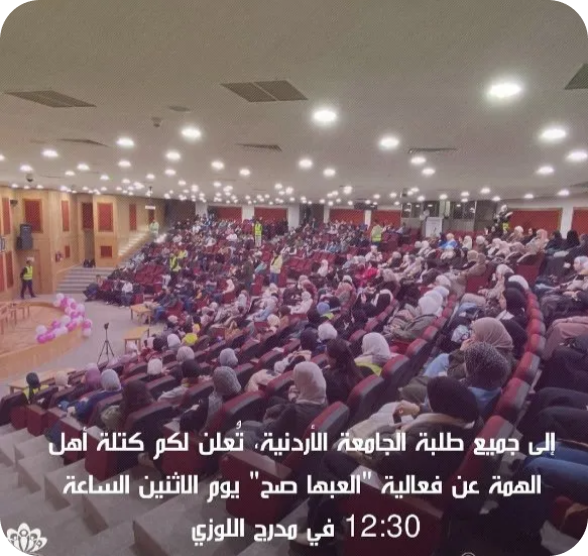 إلى جميع طلبة الجامعة الأردنية، تُعلن لكم كتلة أهل
الهمة عن فعالية "العبها صح" يوم الاثنين الساعة
12:30 في مدرج اللوزي